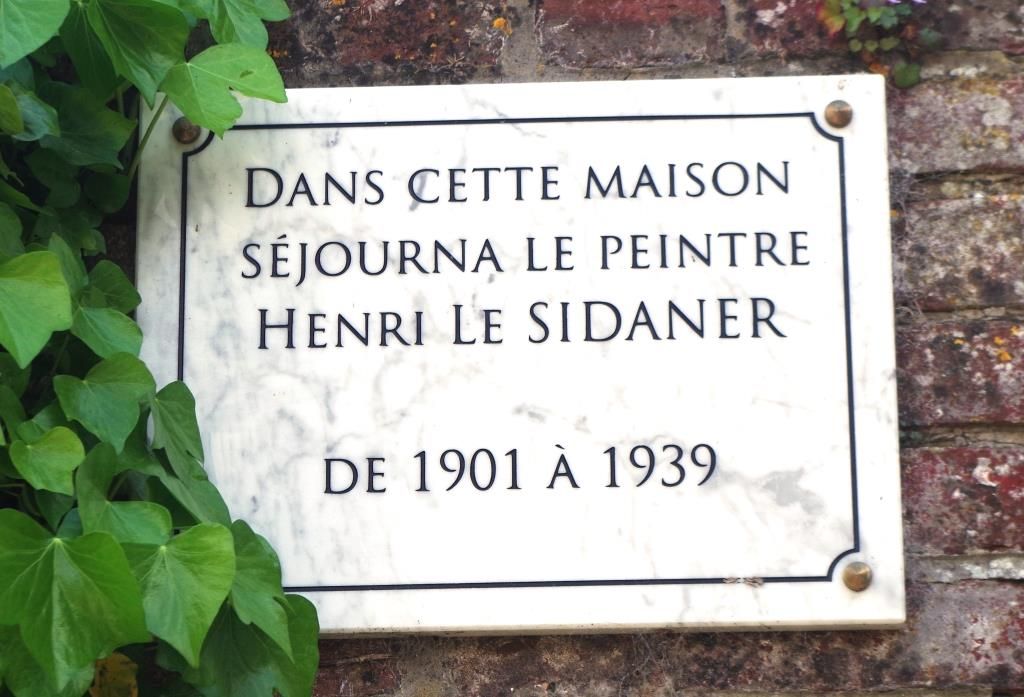 DANS CETTE MAISON
SÉJOURNA LE PEINTRE
HENRI LE SIDANER
DE 1901 À 1939